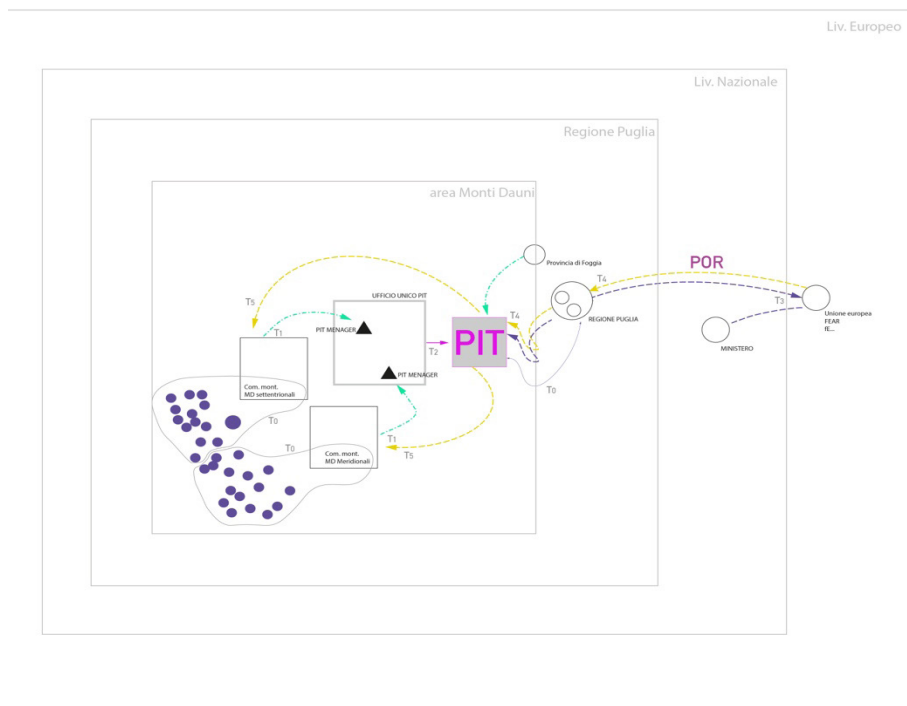 Liv. Europeo
Liv. Nazionale
Regione Puglia
area Monti Dauni
Provincia di Foggia
POR
T4
T3
Unione europea
FEAR
fE...
MINISTERO
REGIONE PUGLIA
T5
T1
UFFICIO UNICO PIT
PIT MENAGER
T4
PIT
T2
PIT MENAGER
T0
Com. mont.
MD settentrionali
T0
T0
T1
T5
Com. mont.
MD Meridionali